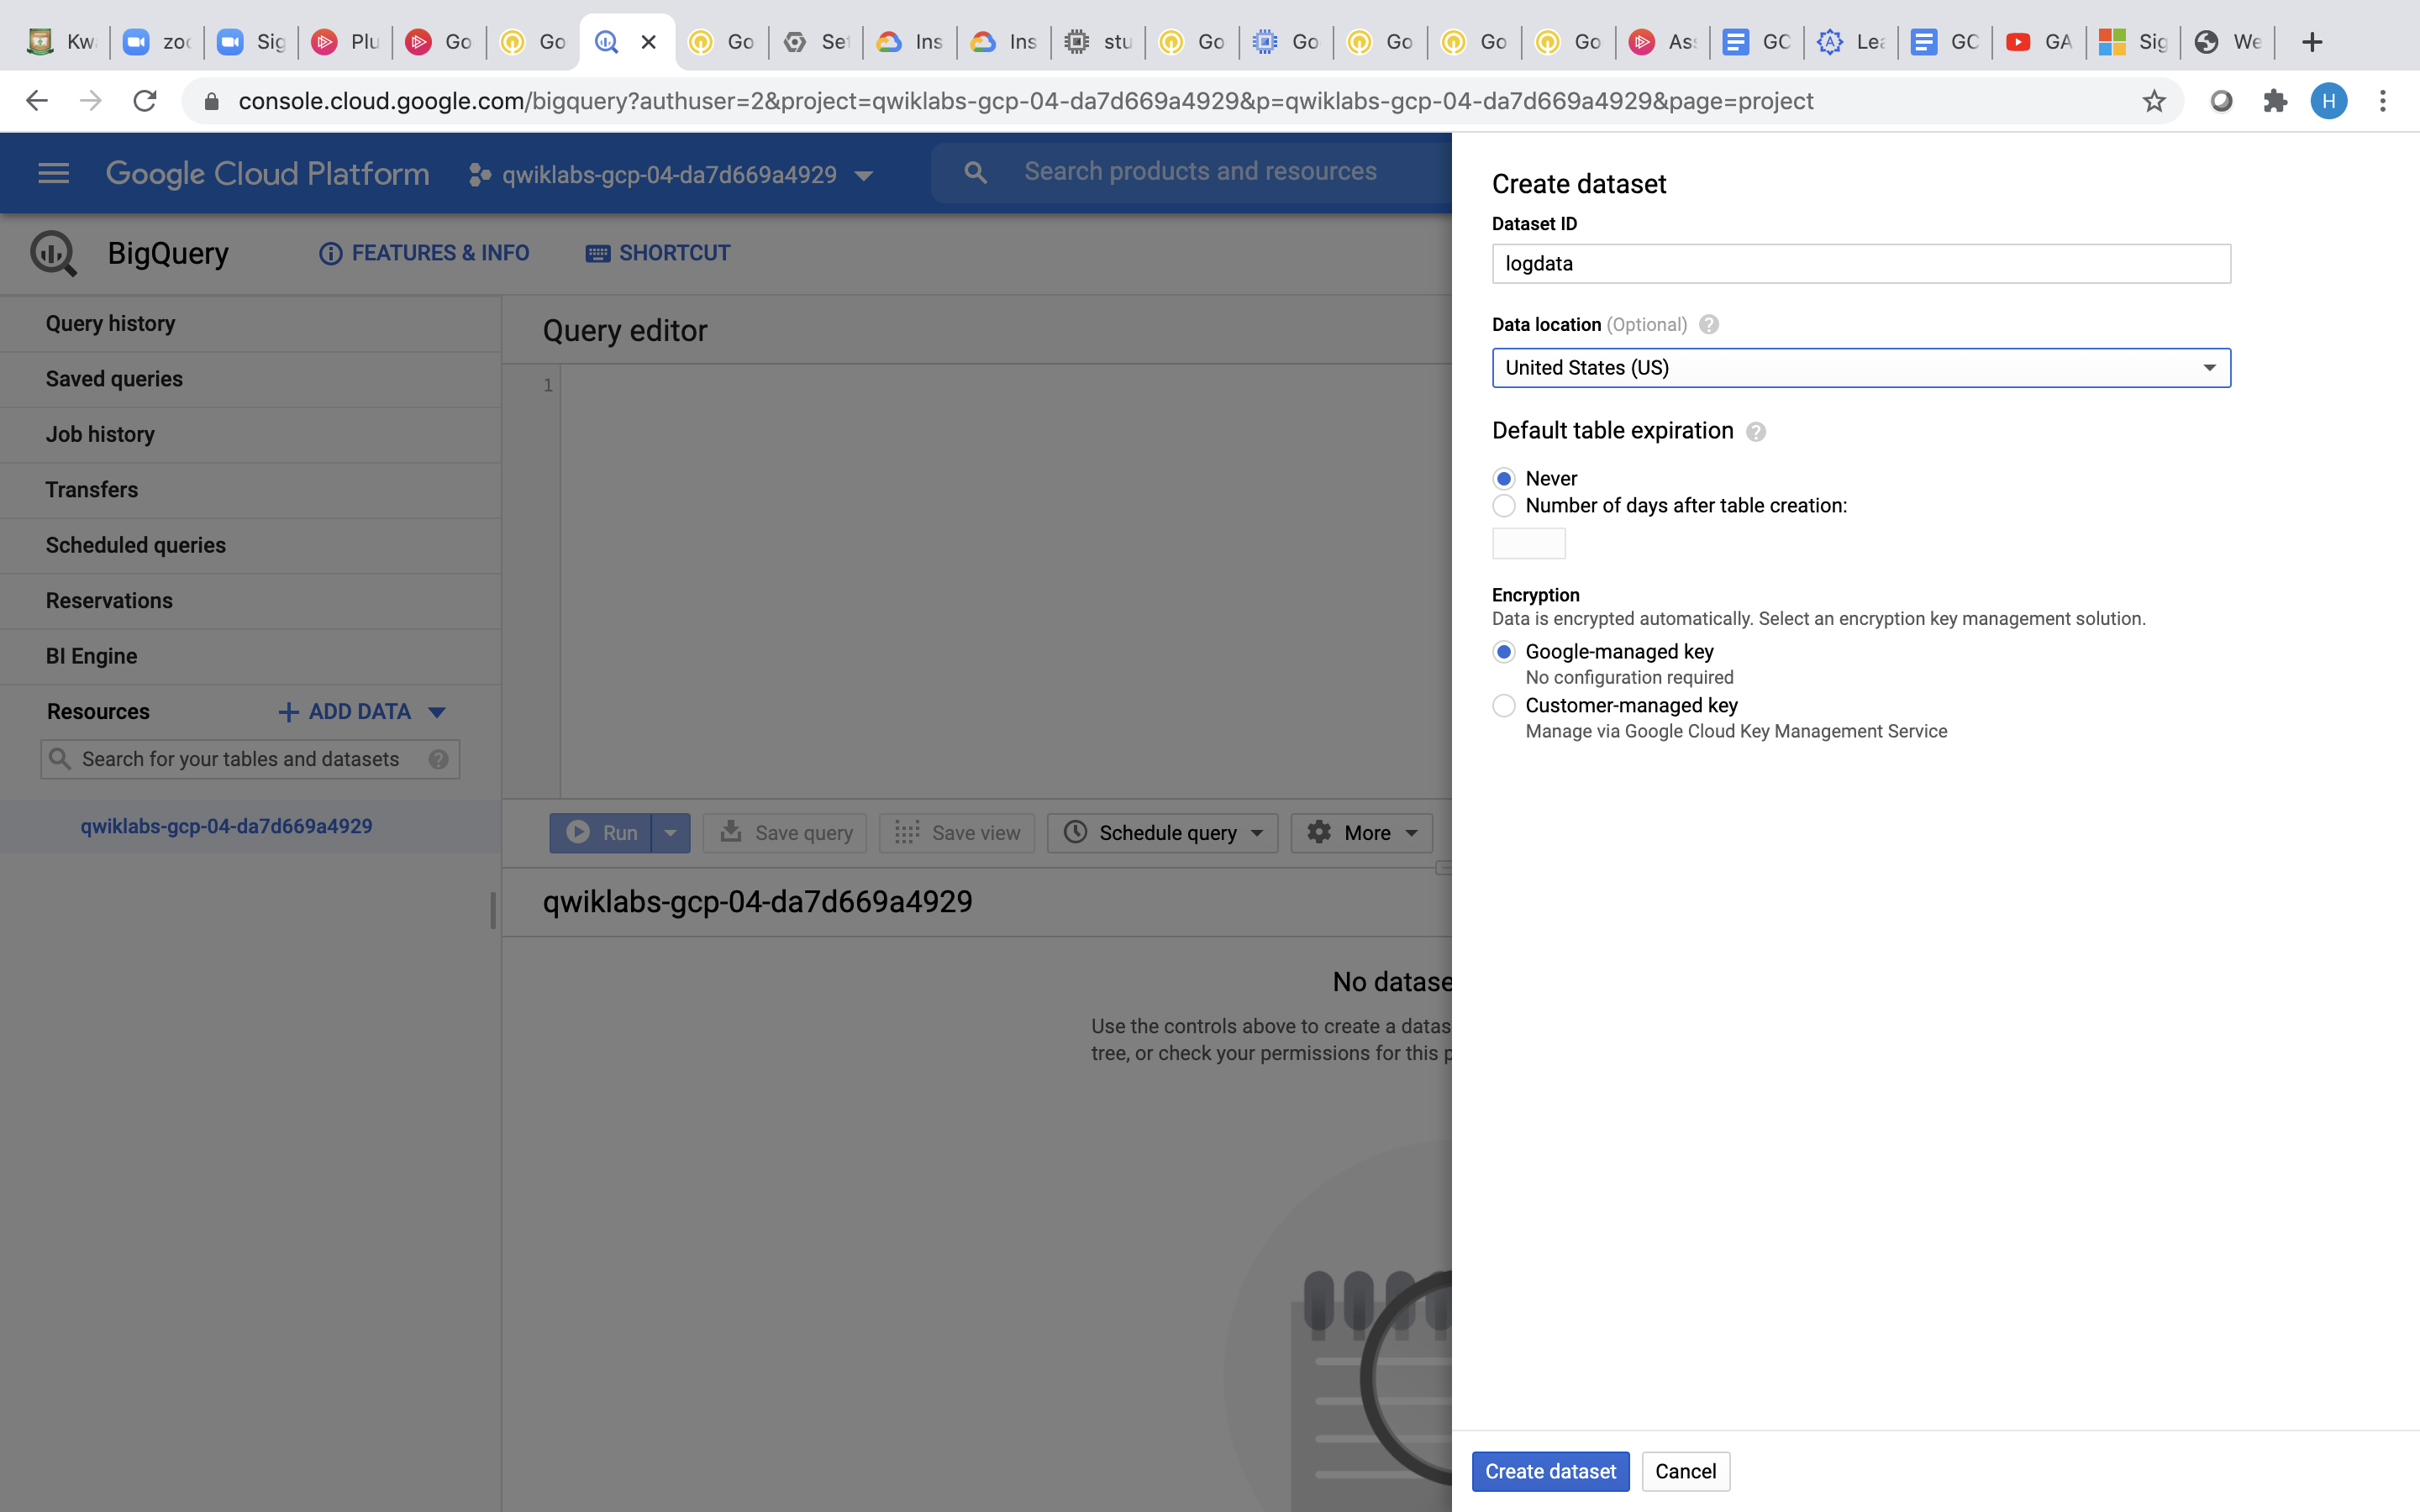 Kw zoo Sig Plu Go Go Go Set Ins Ins stu Go Go Go Go Go Ass GC Lea GC GA Sig We
console.cloud.google.com/bigquery?authuser=2&project=qwiklabs-gcp-04-da7d669a4929&p=qwiklabs-gcp-04-da7d669a4929&page=project
H
Google Cloud Platform
qwiklabs-gcp-04-da7d669a4929
Search products and resources
BigQuery
FEATURES & INFO
SHORTCUT
Query history
Saved queries
Job history
Transfers
Scheduled queries
Reservations
BI Engine
Resources
+ ADD DATA
Search for your tables and datasets
qwiklabs-gcp-04-da7d669a4929
Query editor
1
Run
Save query
Save view
Schedule query
More
qwiklabs-gcp-04-da7d669a4929
No datase
Use the controls above to create a datas
tree, or check your permissions for this p
Create dataset
Dataset ID
logdata
Data location (Optional)
United States (US)
Default table expiration
Never
Number of days after table creation:
Encryption
Data is encrypted automatically. Select an encryption key management solution.
Google-managed key
No configuration required
Customer-managed key
Manage via Google Cloud Key Management Service
Create dataset
Cancel